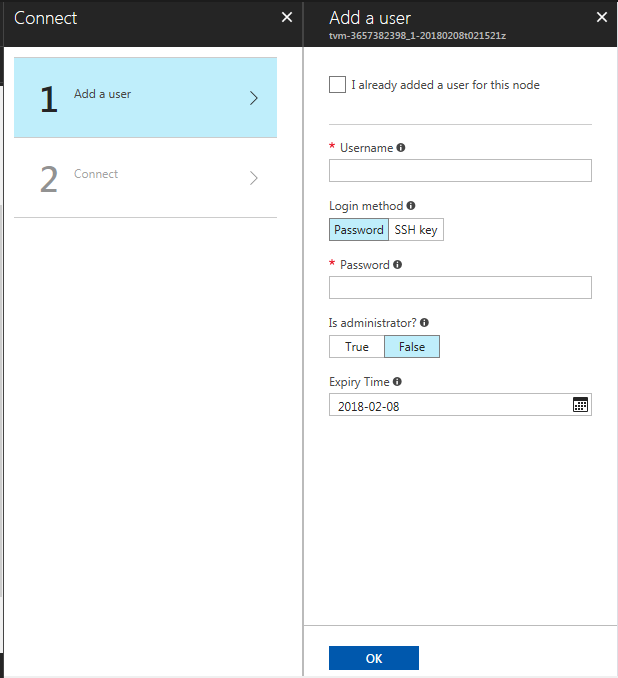 Connect
1
Add a user
2
Connect
Add a user
tvm-3657382398_1-20180208t021521z
I already added a user for this node
* Username
Login method
Password SSH key
* Password
Is administrator?
True False
Expiry Time
2018-02-08
OK